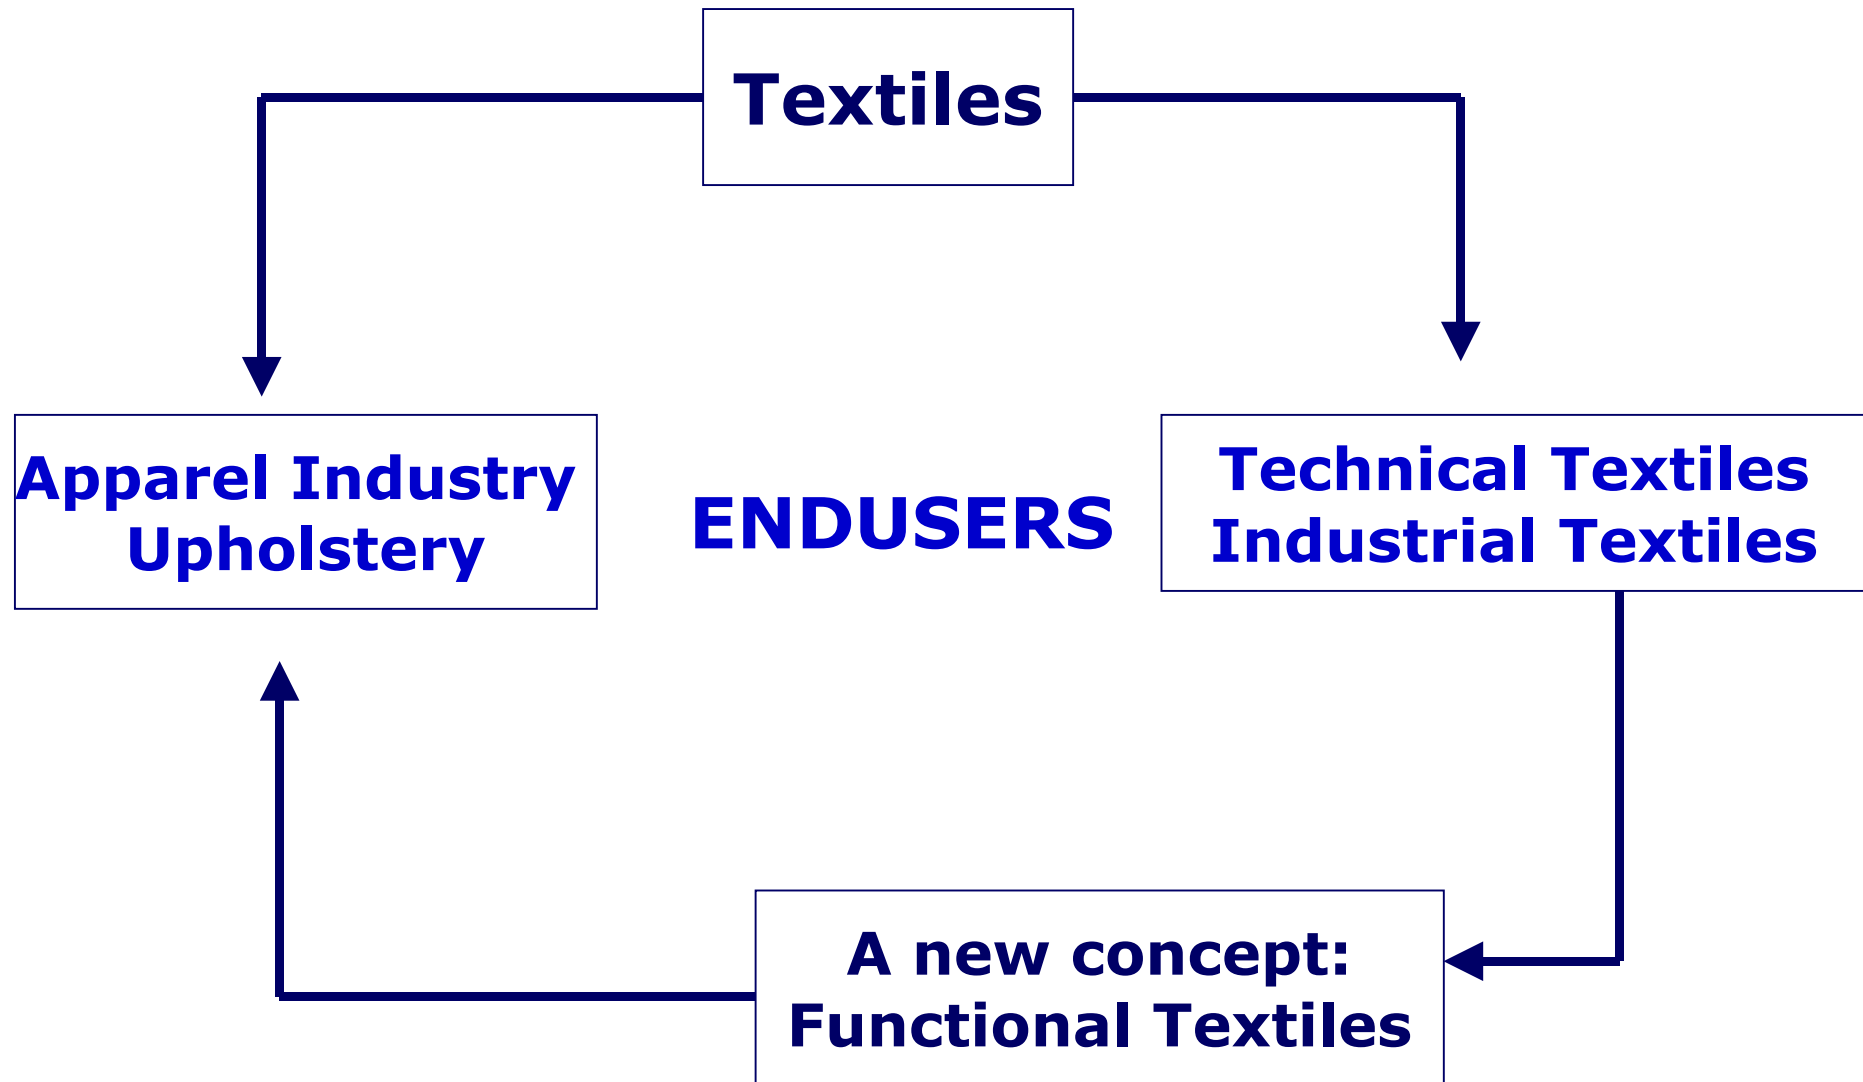 Textiles
Apparel Industry
Upholstery
ENDUSERS
Technical Textiles
Industrial Textiles
A new concept:
Functional Textiles